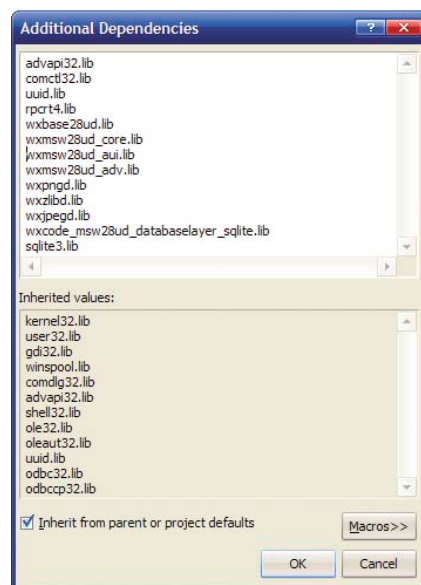 Additional Dependencies
advapi32.lib
comctl32.lib
uuid.lib
rpcrt4.lib
wxbase28ud.lib
wxmsw28ud_core.lib
wxmsw28ud_aui.lib
wxmsw28ud_adv.lib
wxpngd.lib
wxzlibd.lib
wxjpegd.lib
wxcode_msw28ud_databaselayer_sqlite.lib
sqlite3.lib
Inherited values:
kernel32.lib
user32.lib
gdi32.lib
winspool.lib
comdlg32.lib
advapi32.lib
shell32.lib
ole32.lib
oleaut32.lib
uuid.lib
odbc32.lib
odbccp32.lib
Inherit from parent or project defaults
Macros>>
OK Cancel